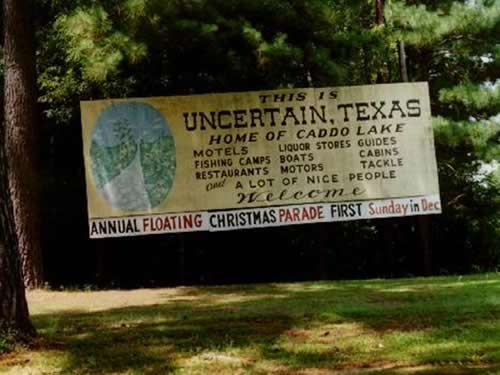 THIS IS
UNCERTAIN, TEXAS
HOME OF CADDO LAKE
MOTELS LIQUOR STORES GUIDES
FISHING CAMPS BOATS CABINS
RESTAURANTS MOTORS TACKLE
and A LOT OF NICE PEOPLE
Welcome
ANNUAL FLOATING CHRISTMAS PARADE FIRST Sunday in Dec